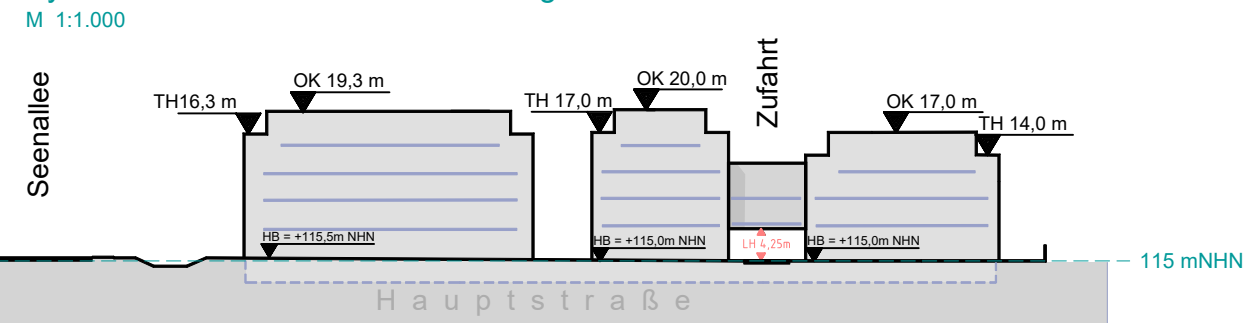 M 1:1.000
Seenallee
TH16,3 m
OK 19,3 m
TH 17,0 m
OK 20,0 m
Zufahrt
OK 17,0 m
TH 14,0 m
HB = +115,5m NHN
HB = +115,0m NHN
LH 4,25m
HB = +115,0m NHN
115 mNHN
Hauptstraße